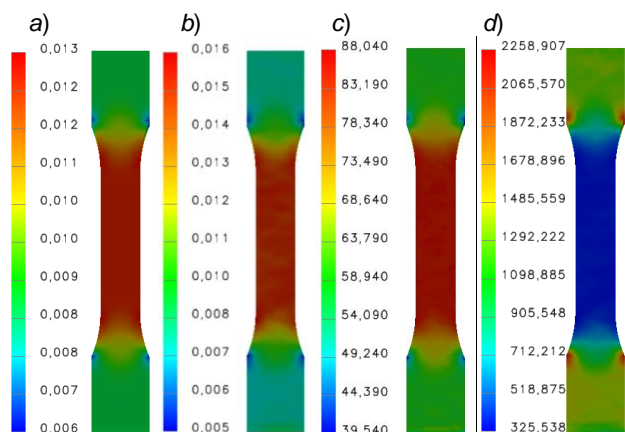 a) b) c) d)
0,013 0,016 88,040 2258,907
0,012 0,015 83,190 2065,570
0,012 0,014 78,340 1872,233
0,011 0,013 73,490 1678,896
0,010 0,012 68,640 1485,559
0,010 0,011 63,790 1292,222
0,009 0,009 58,940 1098,885
0,008 0,008 54,090 905,548
0,008 0,007 49,240 712,212
0,007 0,006 44,390 518,875
0,006 0,005 39,540 325,538